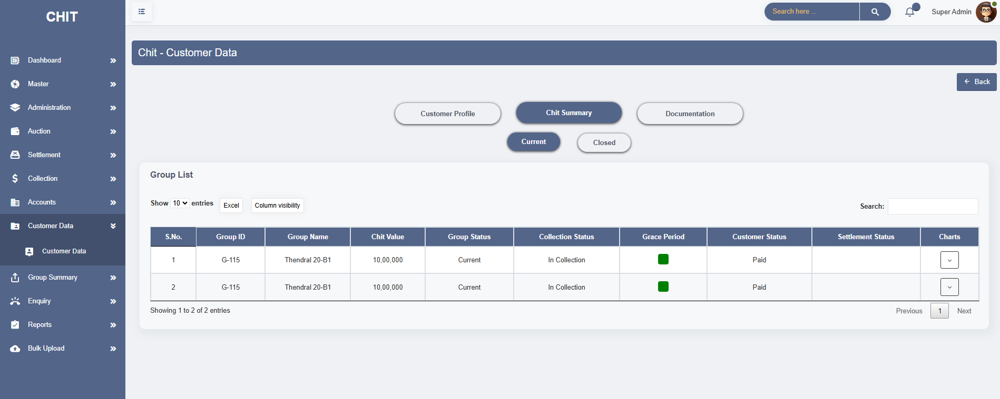 CHIT
Search here ...
Super Admin
Dashboard
Master
Administration
Auction
Settlement
Collection
Accounts
Customer Data
Customer Data
Group Summary
Enquiry
Reports
Bulk Upload
Chit - Customer Data
Back
Customer Profile Chit Summary Documentation
Current Closed
Group List
Show 10 entries Excel Column visibility Search:
S.No. Group ID Group Name Chit Value Group Status Collection Status Grace Period Customer Status Settlement Status Charts
1 G-115 Thendral 20-B1 10,00,000 Current In Collection Paid
2 G-115 Thendral 20-B1 10,00,000 Current In Collection Paid
Showing 1 to 2 of 2 entries Previous 1 Next